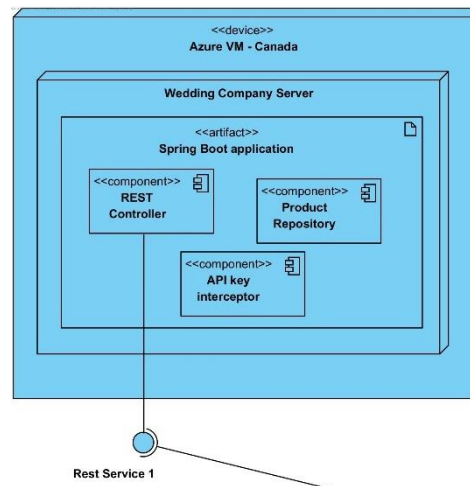 <<device>>
Azure VM - Canada
Wedding Company Server
<<artifact>>
Spring Boot application
<<component>>
REST
Controller
<<component>>
Product
Repository
<<component>>
API key
interceptor
Rest Service 1